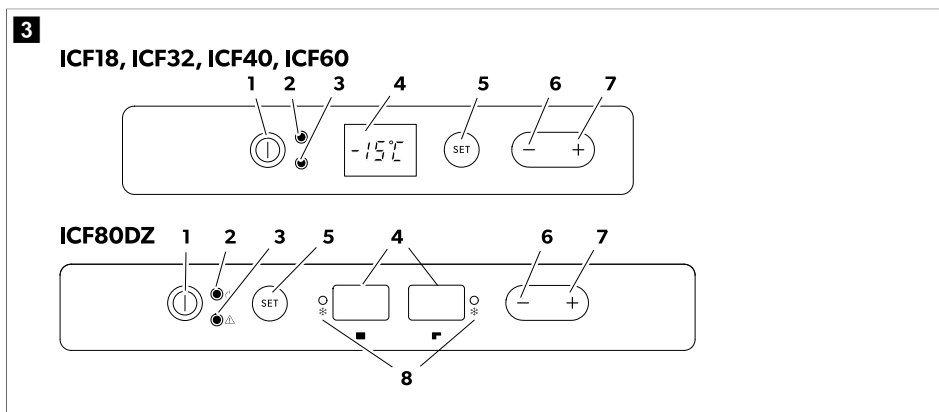 3
ICF18, ICF32, ICF40, ICF60
1 2 3 4 5 6 7
-15°C SET − +
ICF80DZ 1 2 3 5 4 6 7
SET − +
8